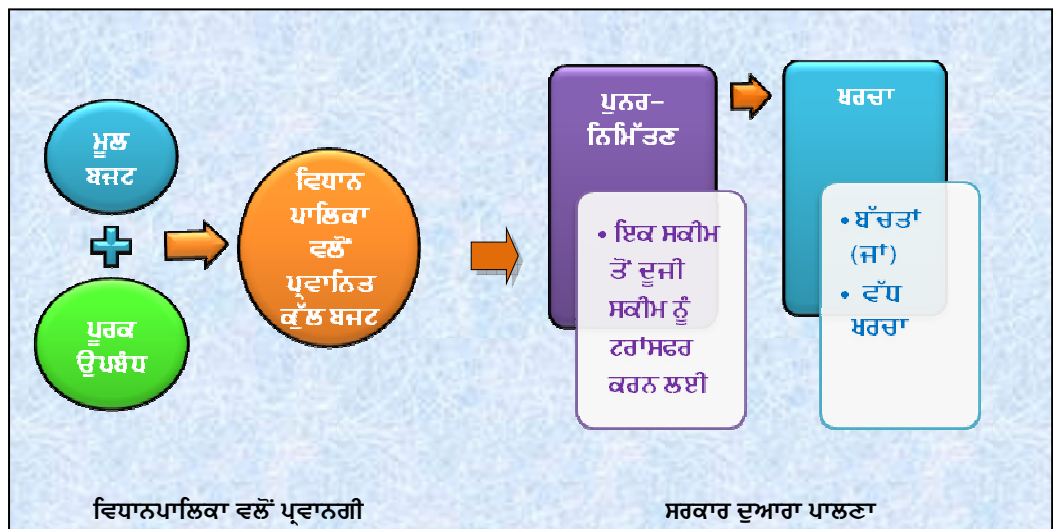 ਮੂਲ
ਬਜਟ
ਪੂਰਕ
ਉਪਬੰਧ
ਵਿਧਾਨ
ਪਾਲਿਕਾ
ਵਲੋਂ
ਪ੍ਰਵਾਨਿਤ
ਕੁੱਲ ਬਜਟ
ਪੁਨਰ-
ਨਿਮਿੱਤਣ
• ਇਕ ਸਕੀਮ
ਤੋਂ ਦੂਜੀ
ਸਕੀਮ ਨੂੰ
ਟਰਾਂਸਫਰ
ਕਰਨ ਲਈ
ਖਰਚਾ
• ਬੱਚਤਾਂ
(ਜਾਂ)
• ਵੱਧ
ਖਰਚਾ
ਵਿਧਾਨਪਾਲਿਕਾ ਵਲੋਂ ਪ੍ਰਵਾਨਗੀ
ਸਰਕਾਰ ਦੁਆਰਾ ਪਾਲਣਾ